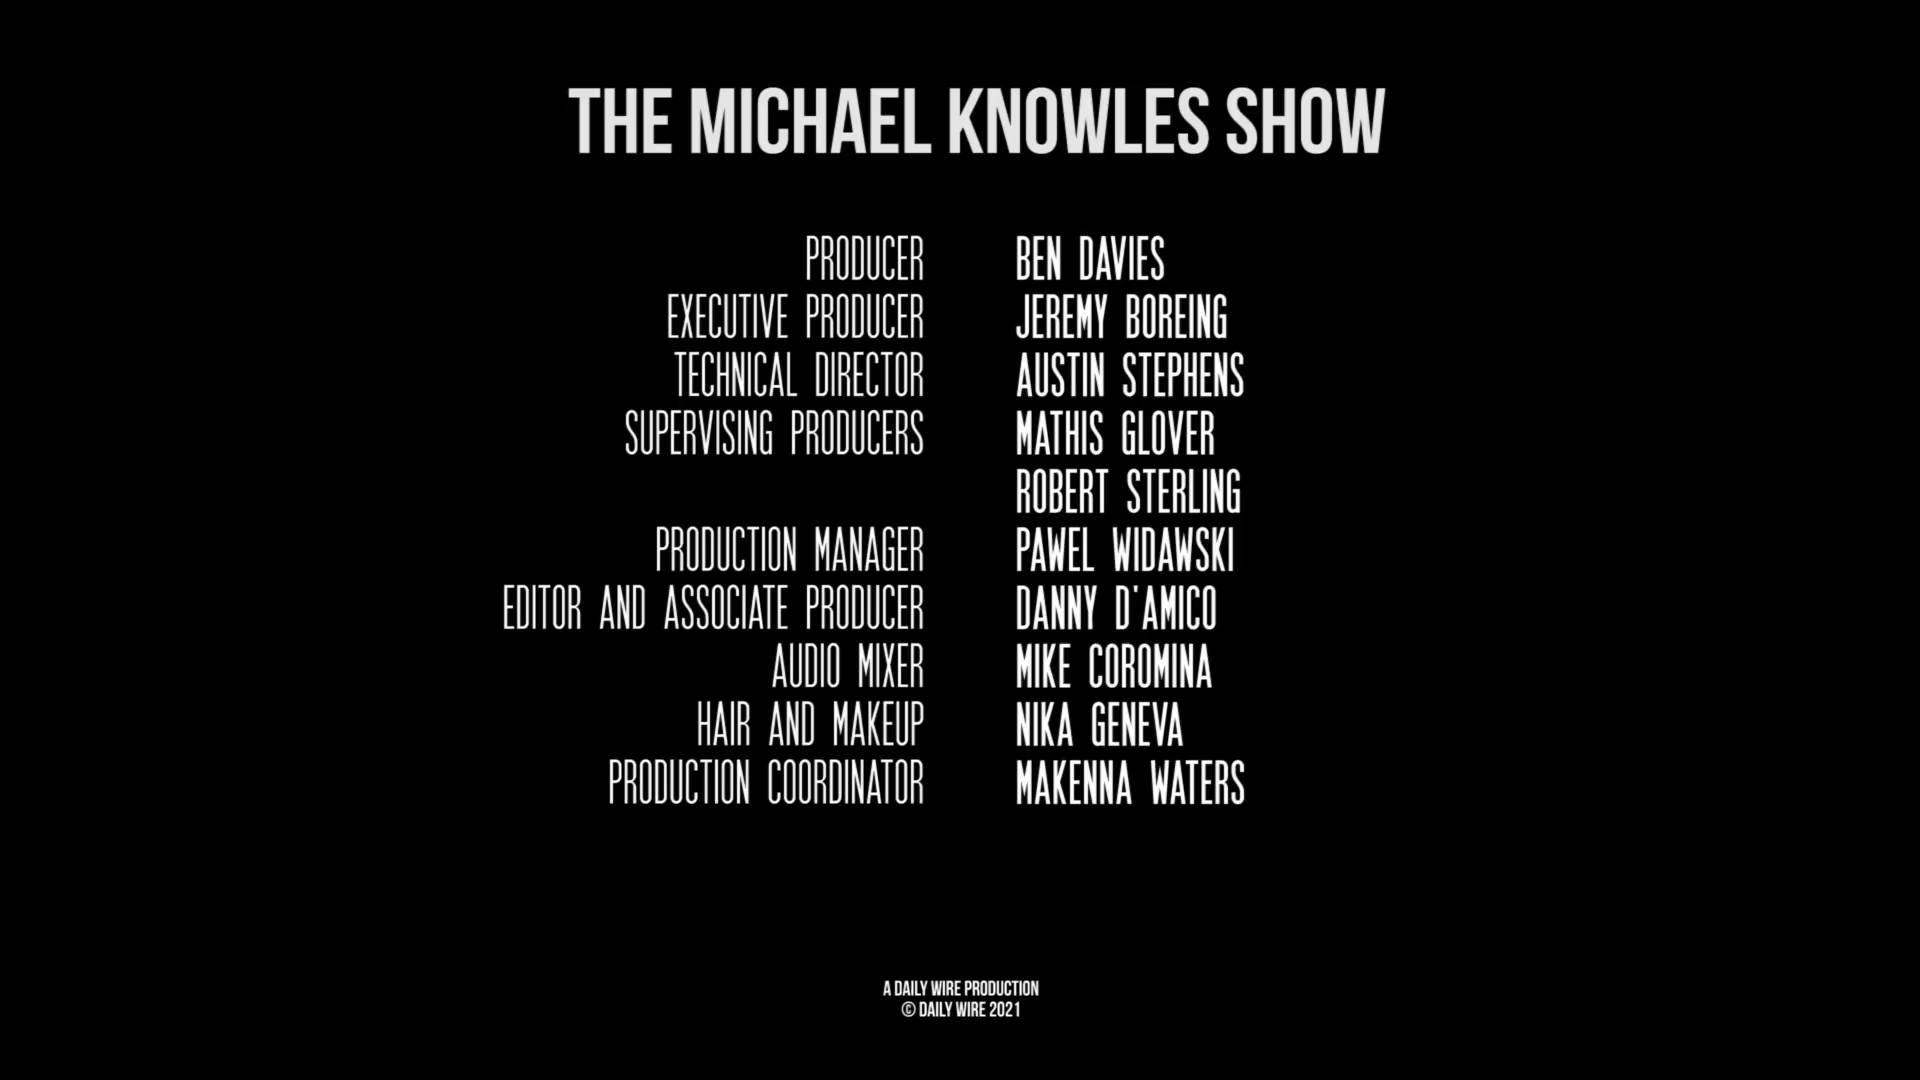 THE MICHAEL KNOWLES SHOW
PRODUCER BEN DAVIES
EXECUTIVE PRODUCER JEREMY BOREING
TECHNICAL DIRECTOR AUSTIN STEPHENS
SUPERVISING PRODUCERS MATHIS GLOVER
ROBERT STERLING
PRODUCTION MANAGER PAWEL WIDAWSKI
EDITOR AND ASSOCIATE PRODUCER DANNY D'AMICO
AUDIO MIXER MIKE COROMINA
HAIR AND MAKEUP NIKA GENEVA
PRODUCTION COORDINATOR MAKENNA WATERS
A DAILY WIRE PRODUCTION
© DAILY WIRE 2021